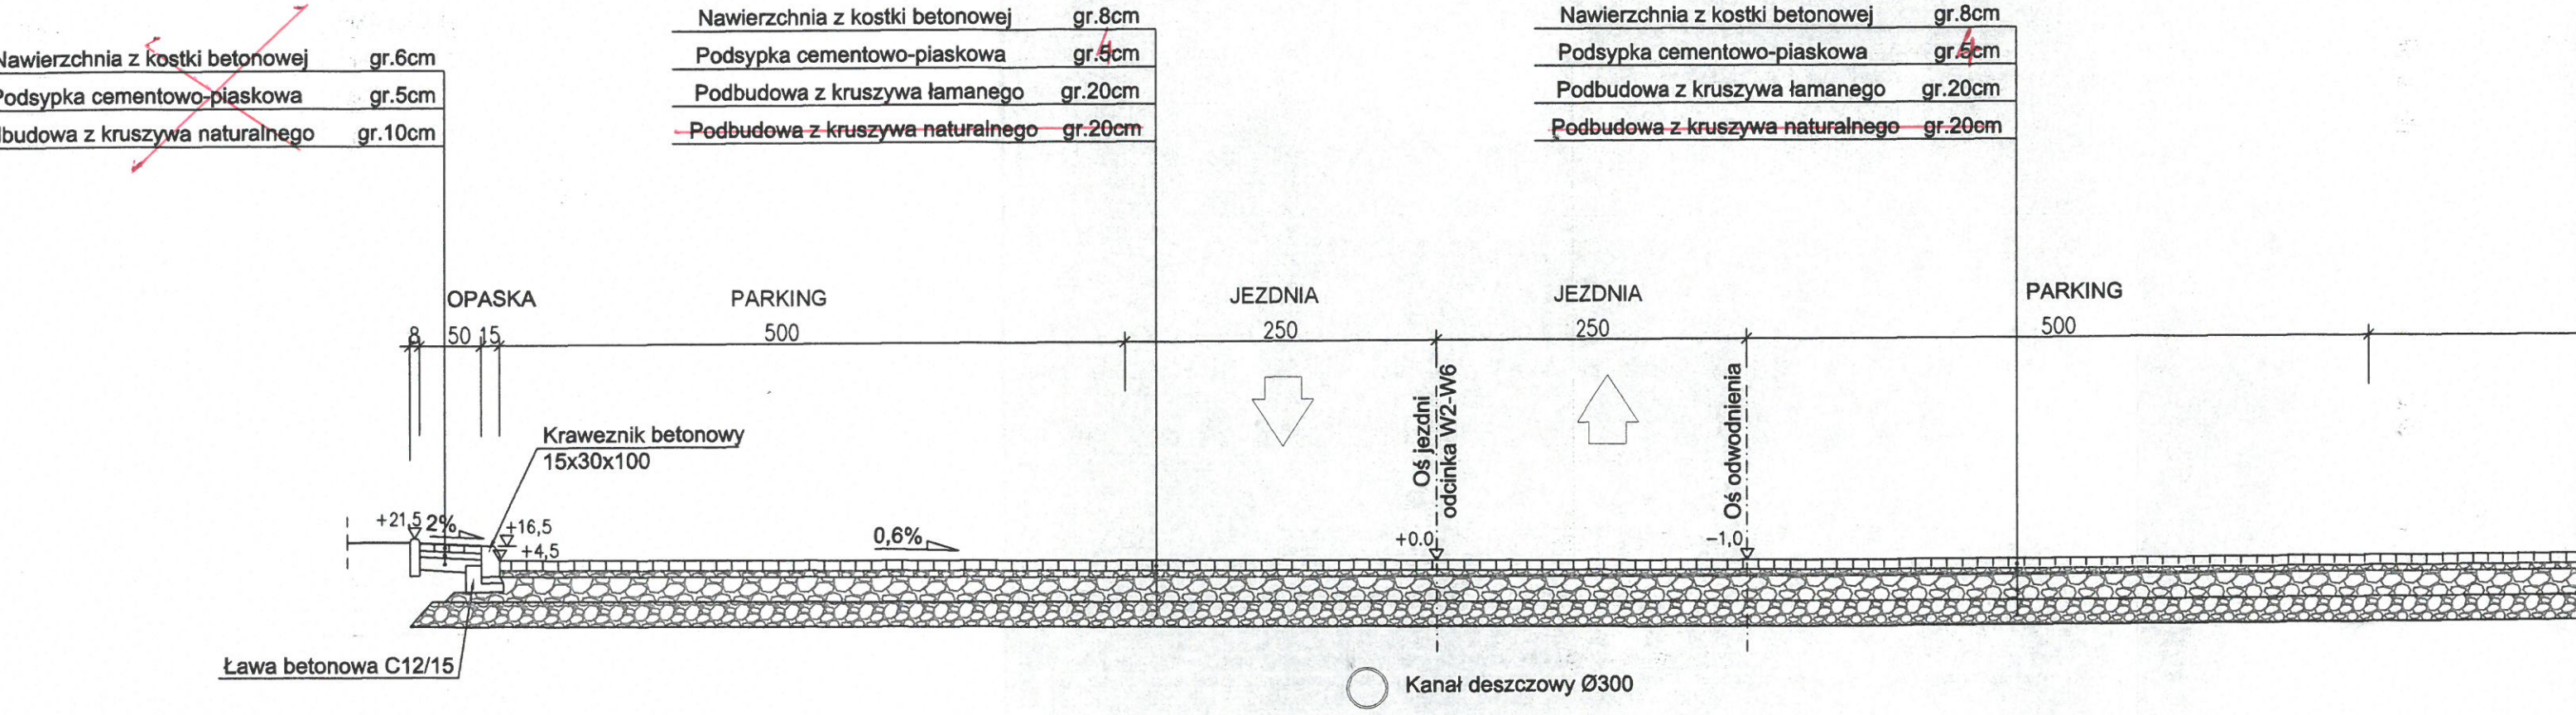 Nawierzchnia z kostki betonowej gr.6cm
Podsypka cementowo-piaskowa gr.5cm
dbudowa z kruszywa naturalnego gr.10cm
Nawierzchnia z kostki betonowej gr.8cm
Podsypka cementowo-piaskowa gr.5cm
4
Podbudowa z kruszywa łamanego gr.20cm
Podbudowa z kruszywa naturalnego gr.20cm
Nawierzchnia z kostki betonowej gr.8cm
Podsypka cementowo-piaskowa gr.5cm
4
Podbudowa z kruszywa łamanego gr.20cm
Podbudowa z kruszywa naturalnego gr.20cm
OPASKA PARKING JEZDNIA JEZDNIA PARKING
8 50 15 500 250 250 500
Oś jezdni
odcinka W2-W6
Oś odwodnienia
Kraweznik betonowy
15x30x100
+21,5 2% +16,5
+4,5
0,6%
+0.0
-1,0
Ława betonowa C12/15
Kanał deszczowy Ø300